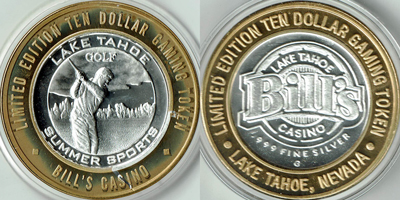 LIMITED EDITION TEN DOLLAR GAMING TOKEN
LAKE TAHOE
GOLF
SUMMER SPORTS
BILL'S CASINO
LIMITED EDITION TEN DOLLAR GAMING TOKEN
LAKE TAHOE
Bill's
CASINO
.999 FINE SILVER
G
LAKE TAHOE, NEVADA